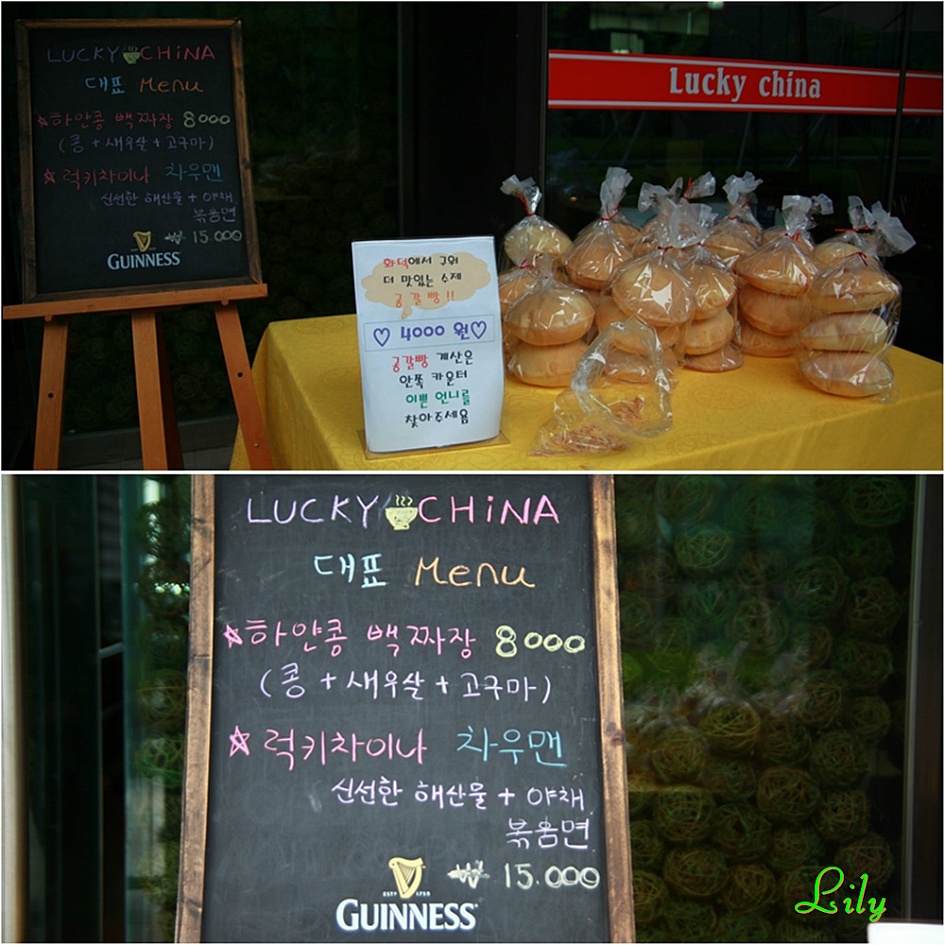 LUCKY CHiNA
대표 Menu
☆하얀콩 백짜장 8000
(콩 + 새우살 + 고구마)
☆럭키차이나 차우맨
신선한 해산물 + 야채
볶음면
₩ 15.000
GUINNESS
Lucky china
화덕에서 구워
더 맛있는 수제
공갈빵!!
♡ 4000 원♡
공갈빵 계산은
안쪽 카운터
이쁜 언니를
찾아주세요
LUCKY CHiNA
대표 Menu
☆하얀콩 백짜장 8000
(콩 + 새우살 + 고구마)
☆럭키차이나 차우맨
신선한 해산물 + 야채
볶음면
₩ 15.000
ESTD 1759
GUINNESS
Lily